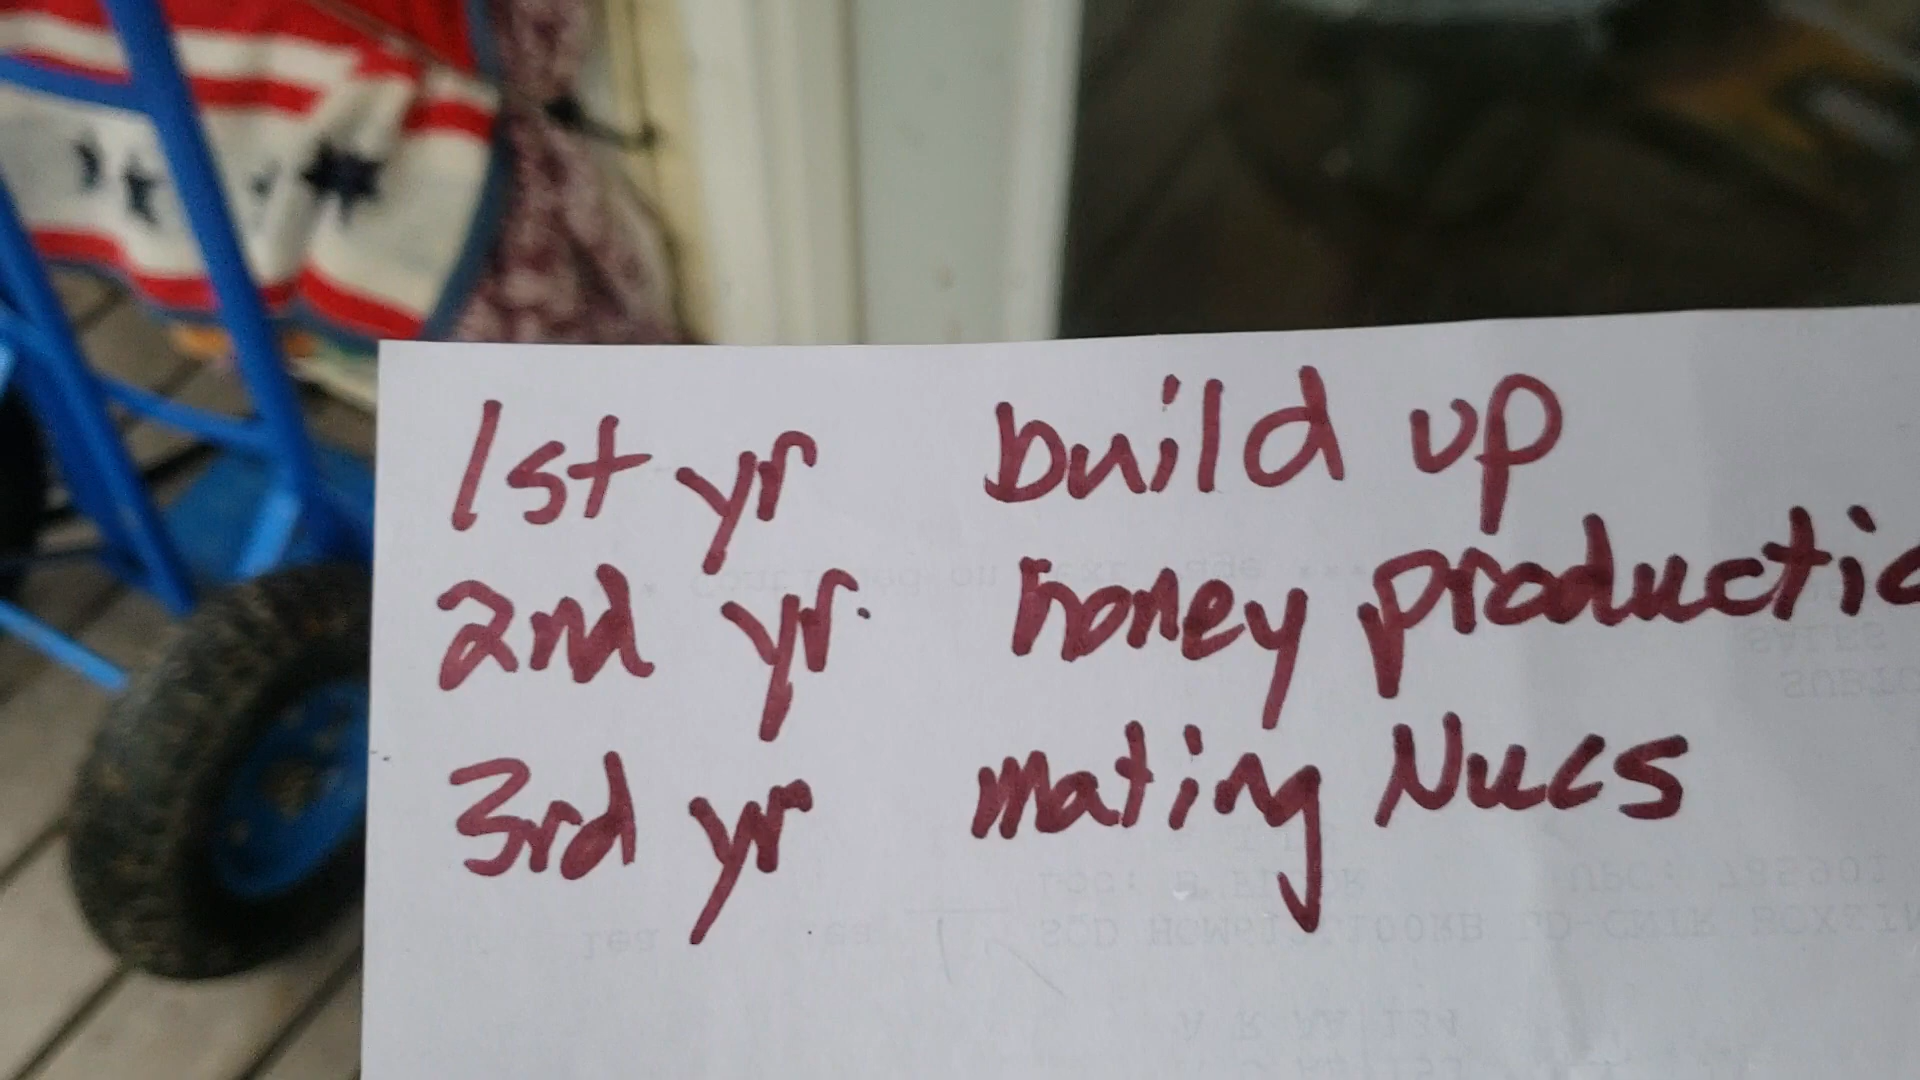 1st yr build up
2nd yr. honey productio
3rd yr mating Nucs